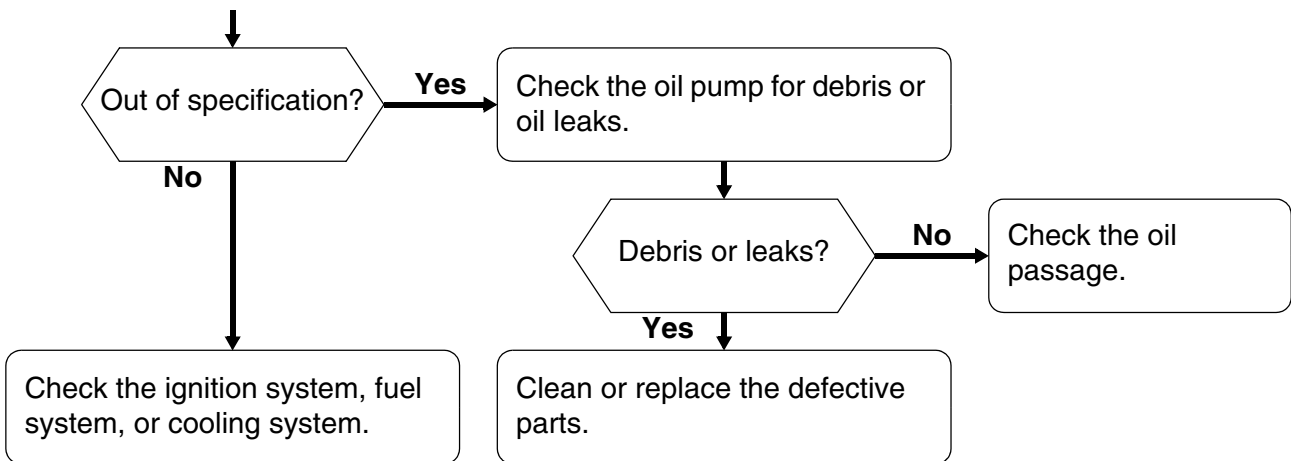 Out of specification?
Yes
Check the oil pump for debris or
oil leaks.
No
Debris or leaks?
No
Check the oil
passage.
Yes
Check the ignition system, fuel
system, or cooling system.
Clean or replace the defective
parts.